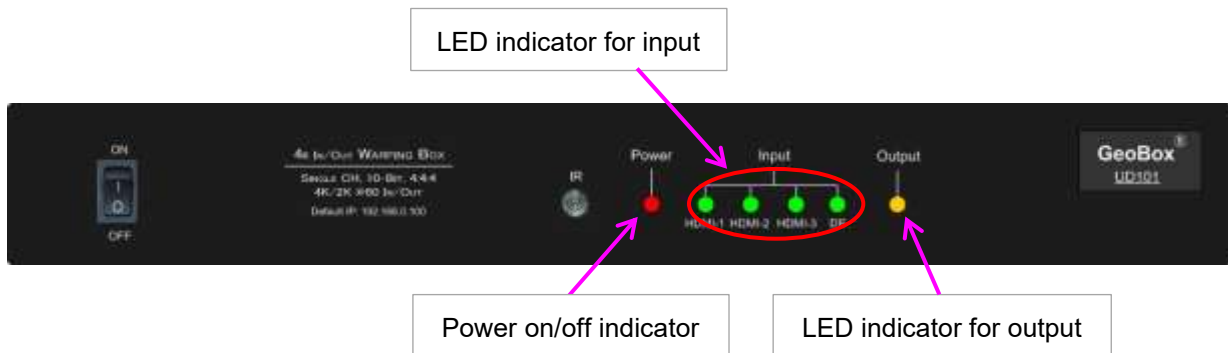 LED indicator for input
ON
I
O
OFF
4K In/Out Warping Box
Single CH, 10-Bit, 4:4:4
4K/2K @60 In/Out
Default IP: 192.168.0.100
IR
Power
Input
HDMI-1 HDMI-2 HDMI-3 DP
Output
GeoBox
UD101
Power on/off indicator
LED indicator for output